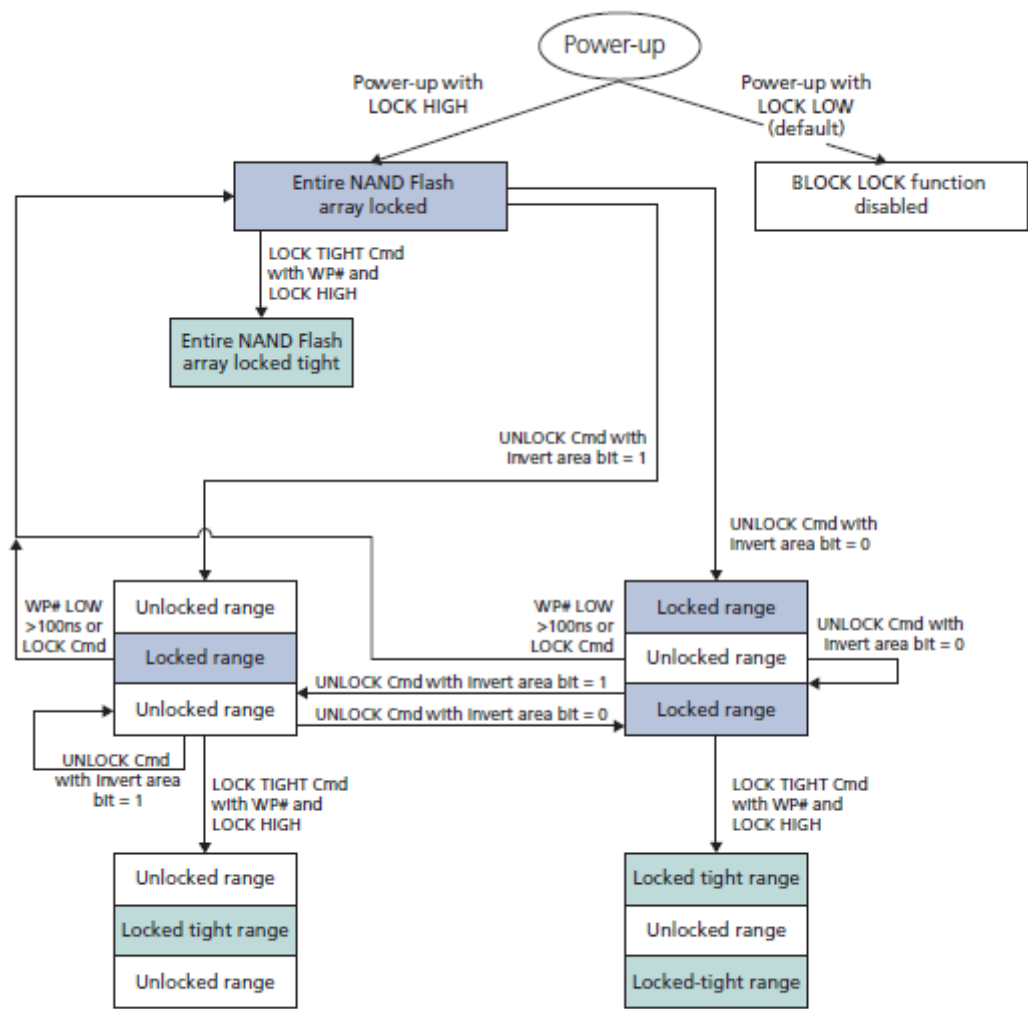 Power-up
Power-up with
LOCK HIGH
Power-up with
LOCK LOW
(default)
Entire NAND Flash
array locked
BLOCK LOCK function
disabled
LOCK TIGHT Cmd
with WP# and
LOCK HIGH
Entire NAND Flash
array locked tight
UNLOCK Cmd with
invert area bit = 1
UNLOCK Cmd with
invert area bit = 0
WP# LOW
>100ns or
LOCK Cmd
Unlocked range
Locked range
Unlocked range
WP# LOW
>100ns or
LOCK Cmd
Locked range
Unlocked range
Locked range
UNLOCK Cmd with
invert area bit = 0
UNLOCK Cmd with invert area bit = 1
UNLOCK Cmd with invert area bit = 0
UNLOCK Cmd
with invert area
bit = 1
LOCK TIGHT Cmd
with WP# and
LOCK HIGH
LOCK TIGHT Cmd
with WP# and
LOCK HIGH
Unlocked range
Locked tight range
Unlocked range
Locked tight range
Unlocked range
Locked-tight range